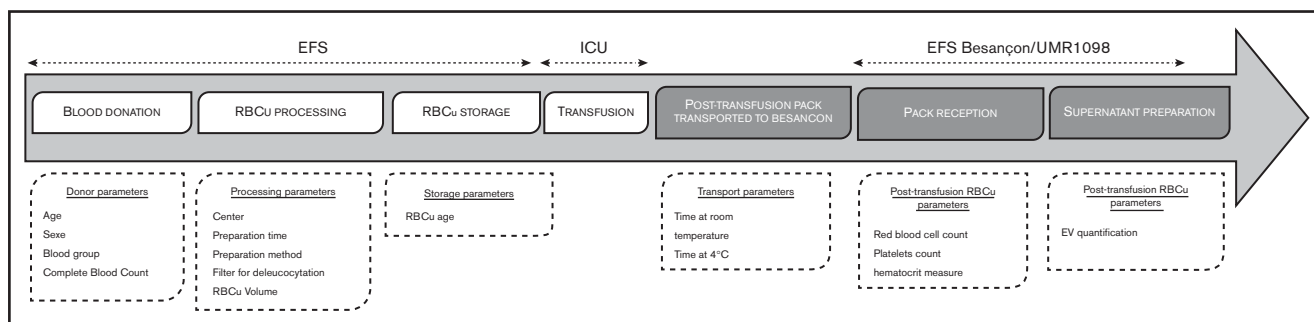 EFS
ICU
EFS Besançon/UMR1098
BLOOD DONATION
RBCU PROCESSING
RBCU STORAGE
TRANSFUSION
POST-TRANSFUSION PACK
TRANSPORTED TO BESANCON
PACK RECEPTION
SUPERNATANT PREPARATION
Donor parameters
Age
Sexe
Blood group
Complete Blood Count
Processing parameters
Center
Preparation time
Preparation method
Filter for deleucocytation
RBCu Volume
Storage parameters
RBCu age
Transport parameters
Time at room
temperature
Time at 4°C
Post-transfusion RBCu
parameters
Red blood cell count
Platelets count
hematocrit measure
Post-transfusion RBCu
parameters
EV quantification